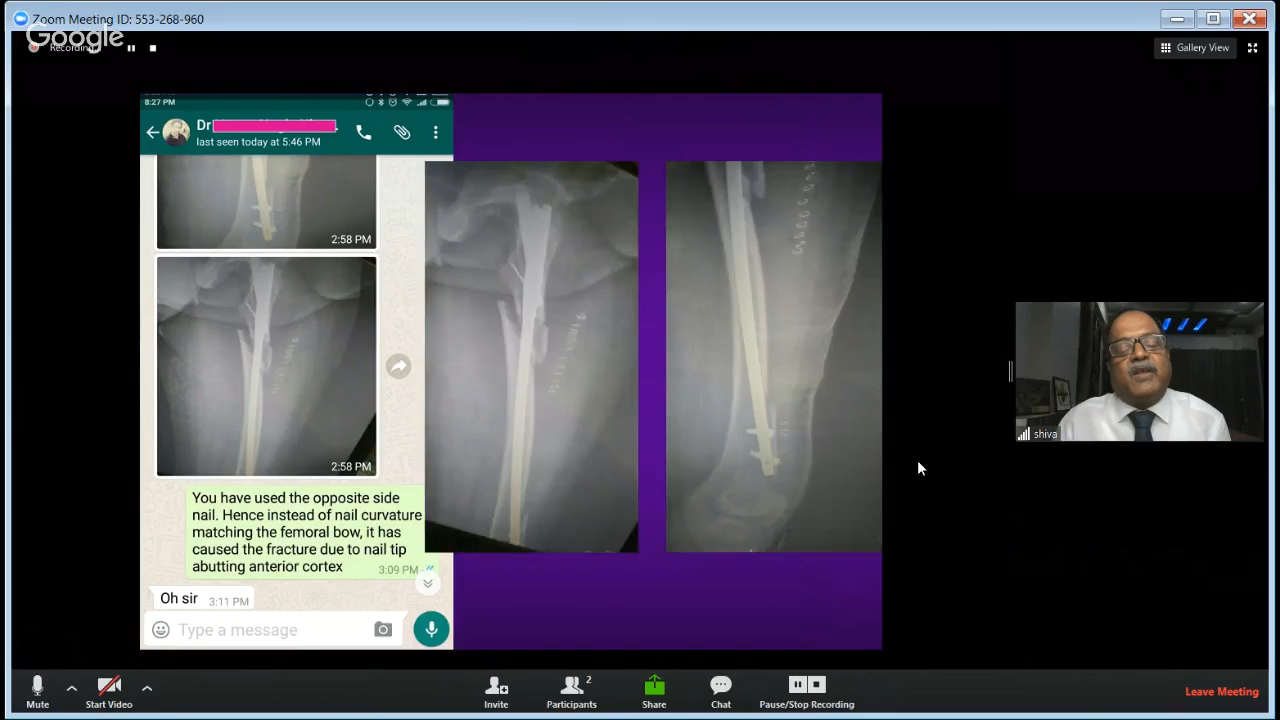 Zoom Meeting ID: 553-268-960
Google
Recording
Gallery View
8:27 PM
Dr
last seen today at 5:46 PM
2:58 PM
2:58 PM
You have used the opposite side
nail. Hence instead of nail curvature
matching the femoral bow, it has
caused the fracture due to nail tip
abutting anterior cortex
3:09 PM
Oh sir 3:11 PM
Type a message
shiva
Mute
Start Video
Invite
Participants
2
Share
Chat
Pause/Stop Recording
Leave Meeting